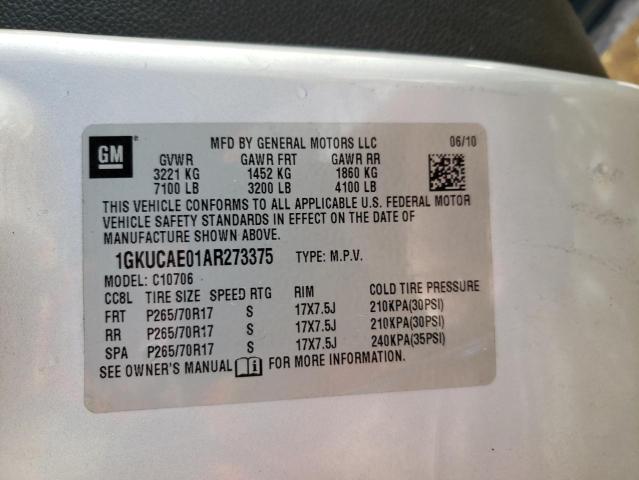 GM
MFD BY GENERAL MOTORS LLC 06/10
GVWR GAWR FRT GAWR RR
3221 KG 1452 KG 1860 KG
7100 LB 3200 LB 4100 LB
THIS VEHICLE CONFORMS TO ALL APPLICABLE U.S. FEDERAL MOTOR
VEHICLE SAFETY STANDARDS IN EFFECT ON THE DATE OF
MANUFACTURE SHOWN ABOVE.
1GKUCAE01AR273375 TYPE: M.P.V.
MODEL: C10706
CC8L TIRE SIZE SPEED RTG RIM COLD TIRE PRESSURE
FRT P265/70R17 S 17X7.5J 210KPA(30PSI)
RR P265/70R17 S 17X7.5J 210KPA(30PSI)
SPA P265/70R17 S 17X7.5J 240KPA(35PSI)
SEE OWNER'S MANUAL FOR MORE INFORMATION.